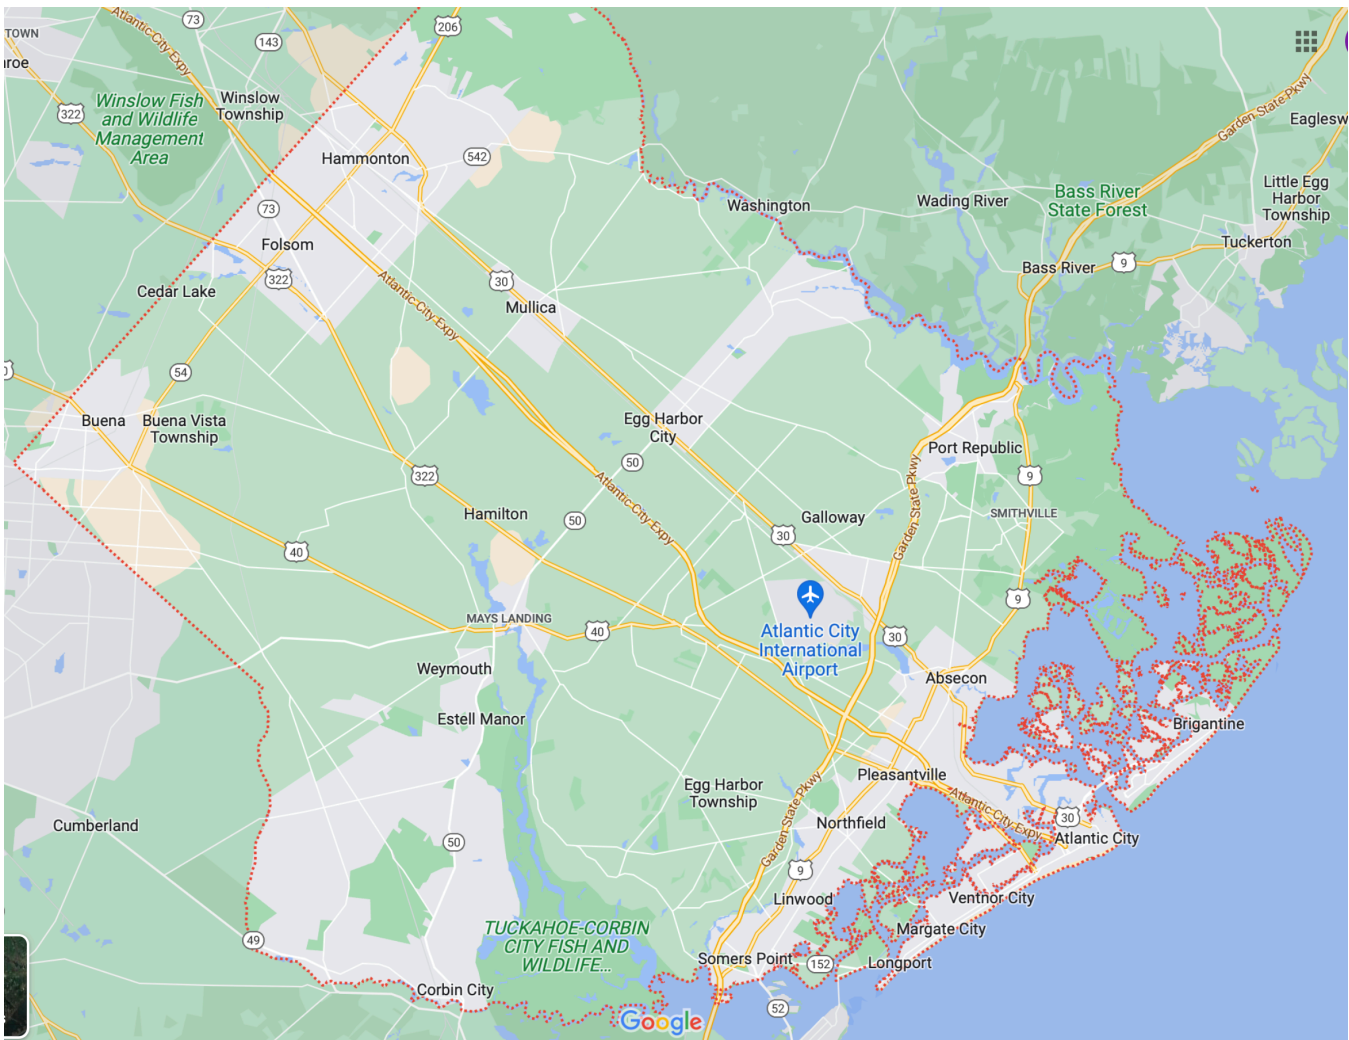 TOWN
nroe
73
Atlantic City Expy
143
206
322
Winslow Fish
and Wildlife
Management
Area
Winslow
Township
Garden State Pkwy
Eaglesw
Hammonton
542
Washington
Wading River
Bass River
State Forest
Little Egg
Harbor
Township
Tuckerton
73
Folsom
322
Cedar Lake
30
Mullica
Atlantic City Expy
Bass River
9
54
Buena
Buena Vista
Township
Egg Harbor
City
50
Port Republic
322
Atlantic City Expy
Garden State Pkwy
9
Hamilton
50
Galloway
SMITHVILLE
30
40
9
MAYS LANDING
40
Atlantic City
International
Airport
30
Weymouth
Absecon
Estell Manor
Brigantine
Egg Harbor
Township
Pleasantville
Atlantic City Expy
30
Atlantic City
Cumberland
Northfield
Garden State Pkwy
50
9
Linwood
Ventnor City
Margate City
49
TUCKAHOE-CORBIN
CITY FISH AND
WILDLIFE...
Somers Point
152
Longport
Corbin City
52
Google